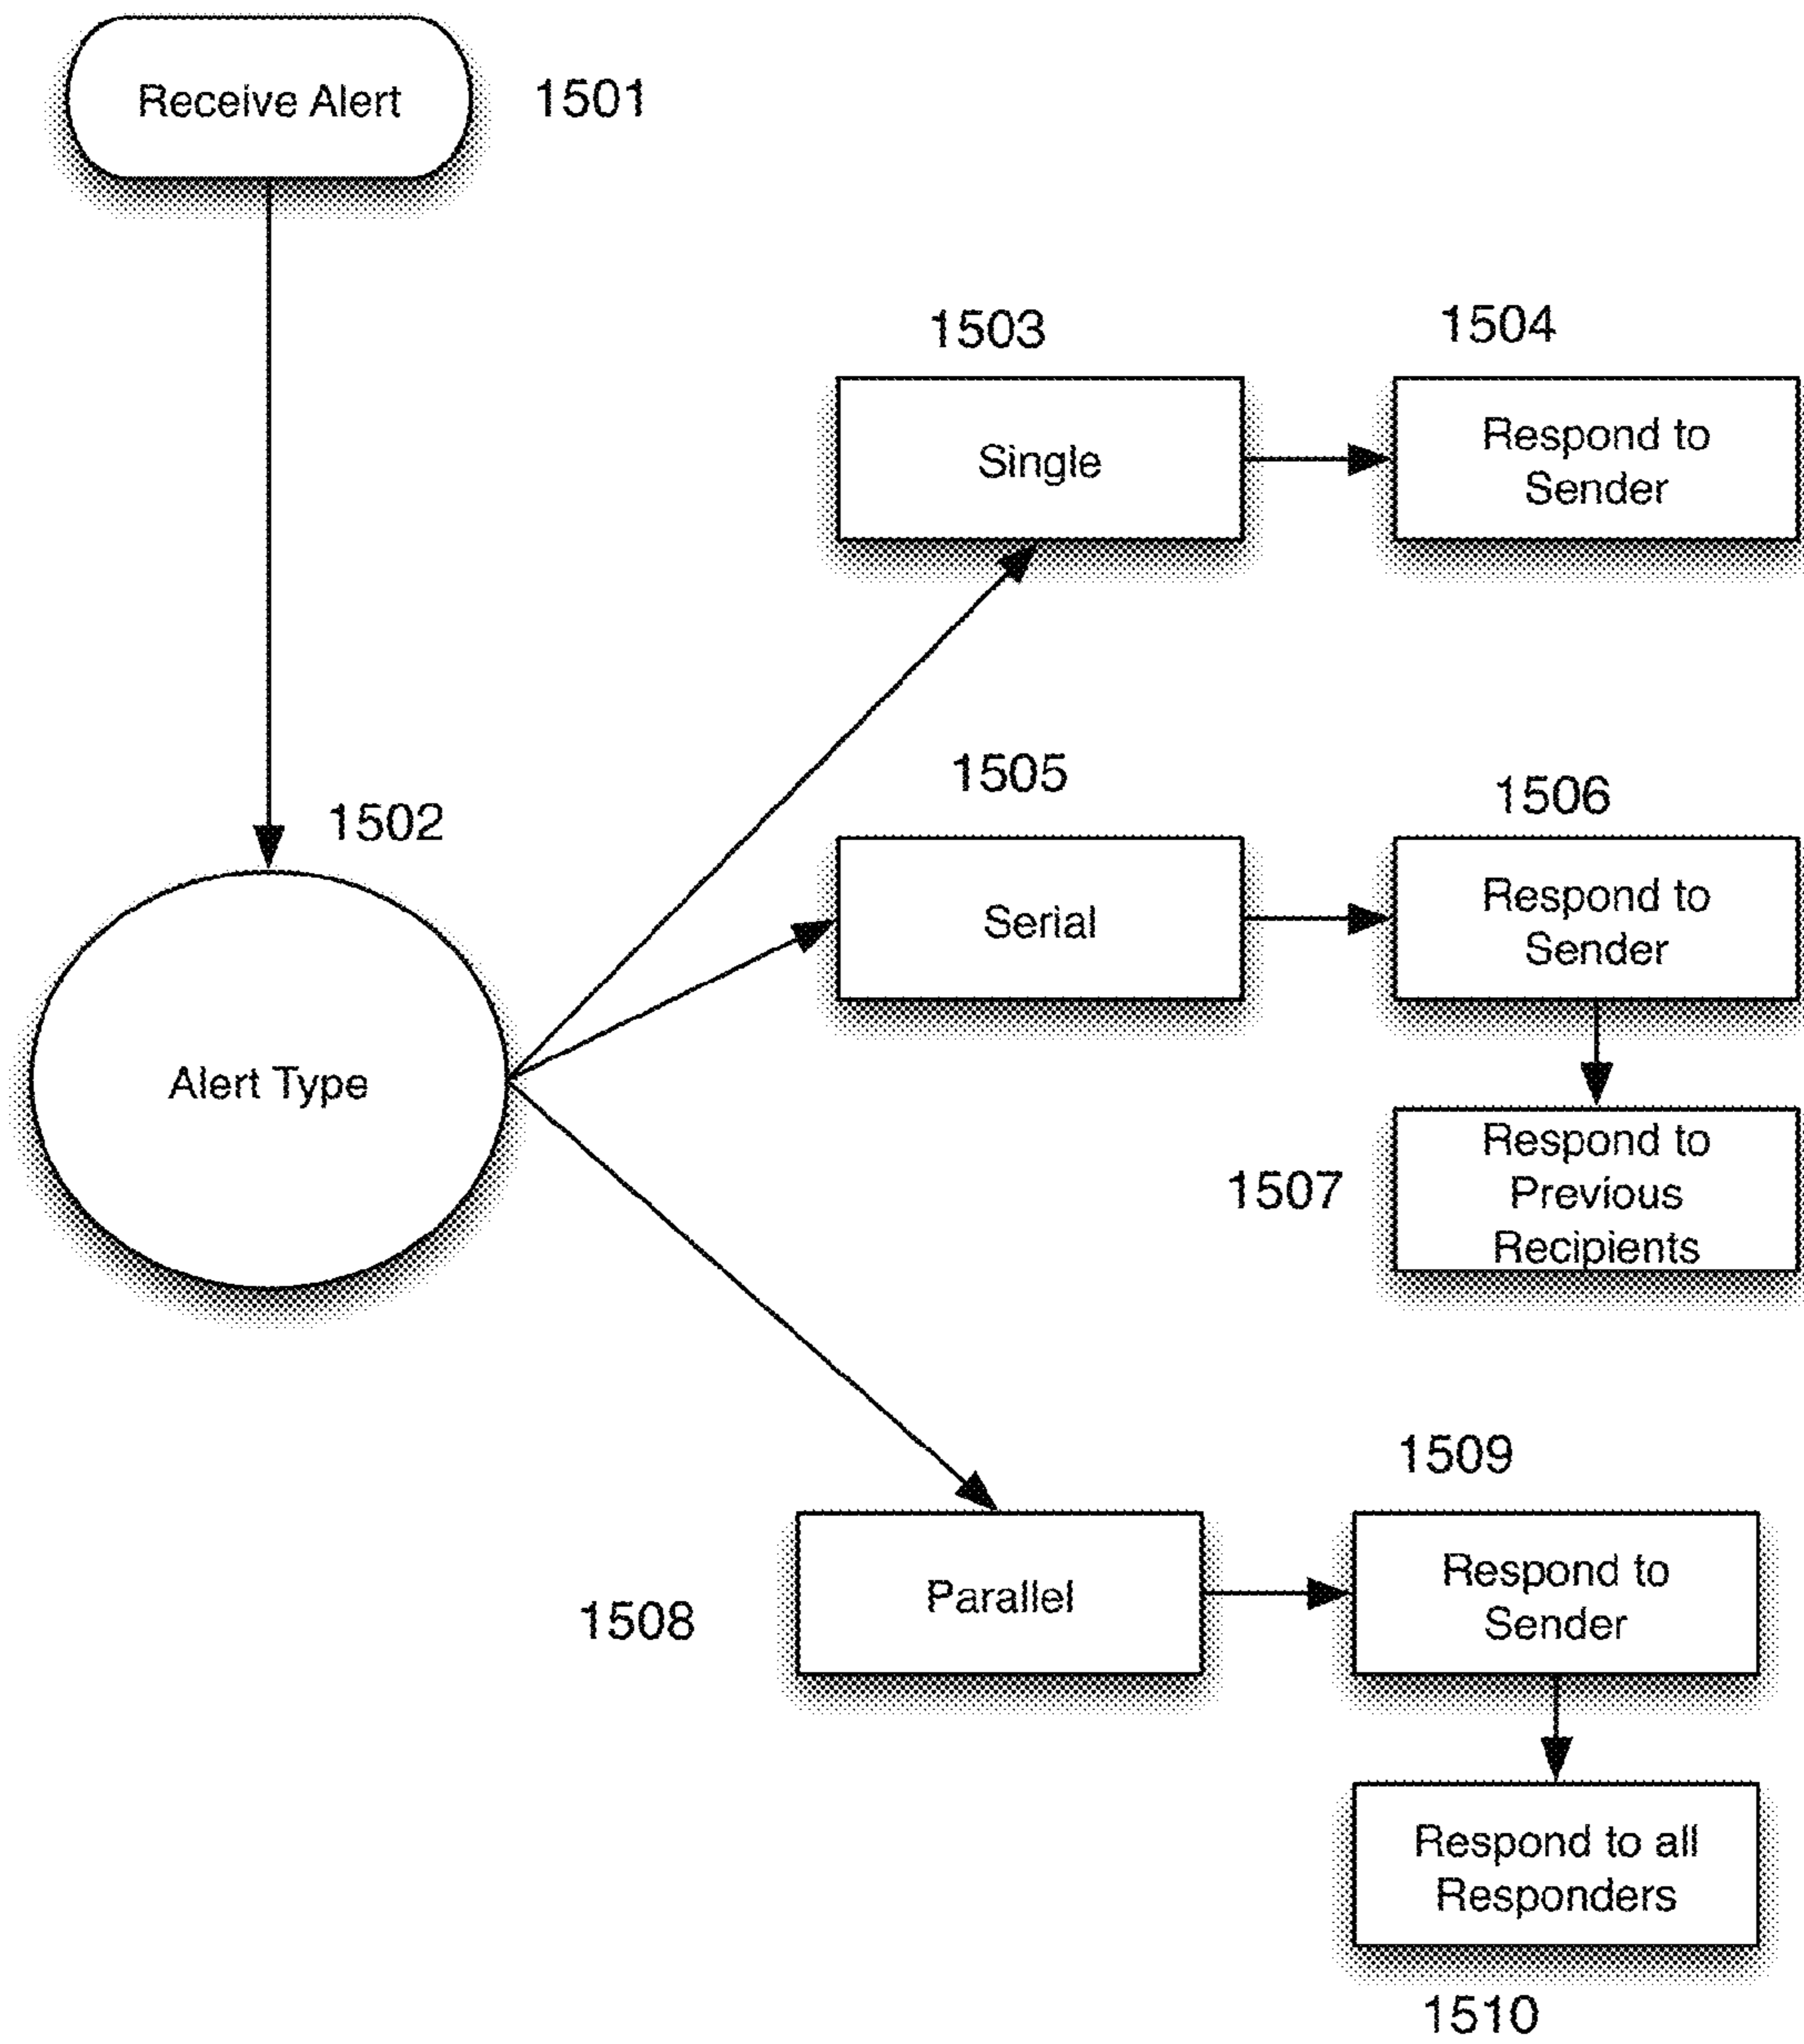 Receive Alert
1501
1503
1504
Single
Respond to
Sender
1502
1505
1506
Serial
Respond to
Sender
Alert Type
1507
Respond to
Previous
Recipients
1508
Parallel
1509
Respond to
Sender
Respond to all
Responders
1510